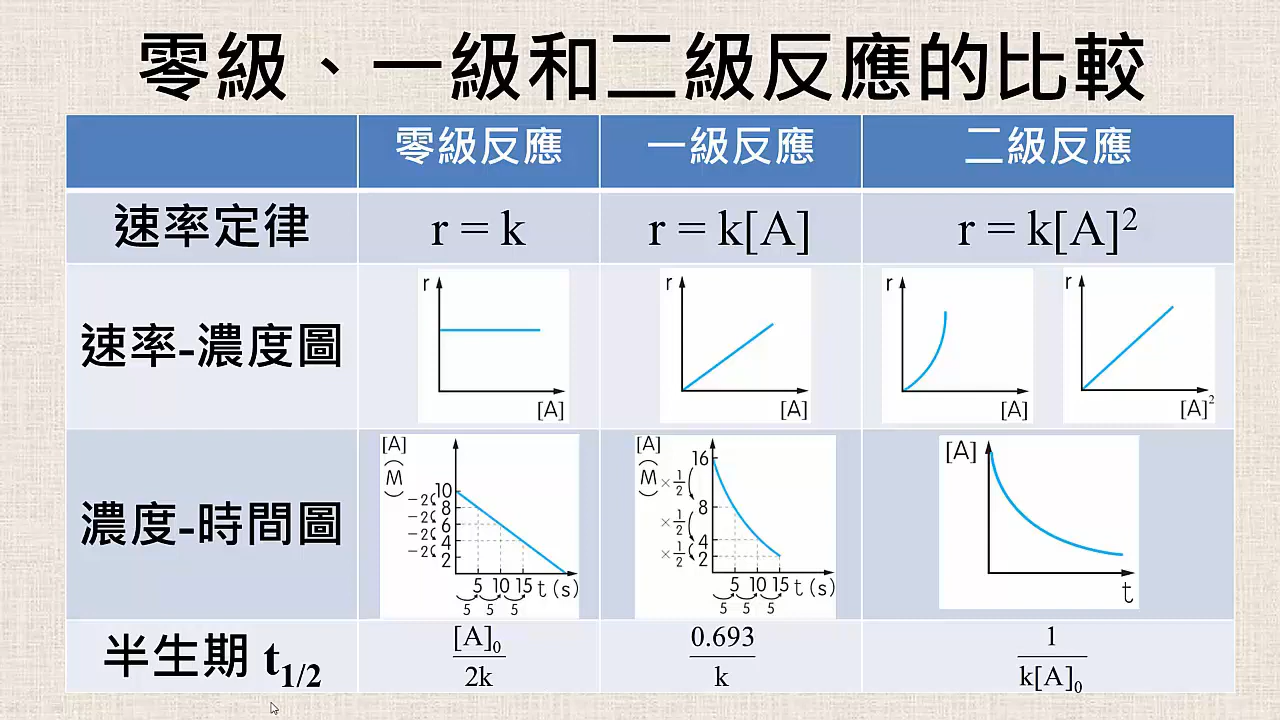 零級、一級和二級反應的比較
零級反應 一級反應 二級反應
速率定律 r = k r = k[A] r = k[A]²
速率-濃度圖
r
[A]
r
[A]
r
[A]
r
[A]²
濃度-時間圖
[A]
(M)
10
8
6
4
2
-2
-2
-2
-2
5 10 15 t (s)
5 5 5
[A]
(M)
16
8
4
2
×1/2
×1/2
×1/2
5 10 15 t (s)
5 5 5
[A]
t
半生期 t₁/₂ [A]₀/2k 0.693/k 1/k[A]₀